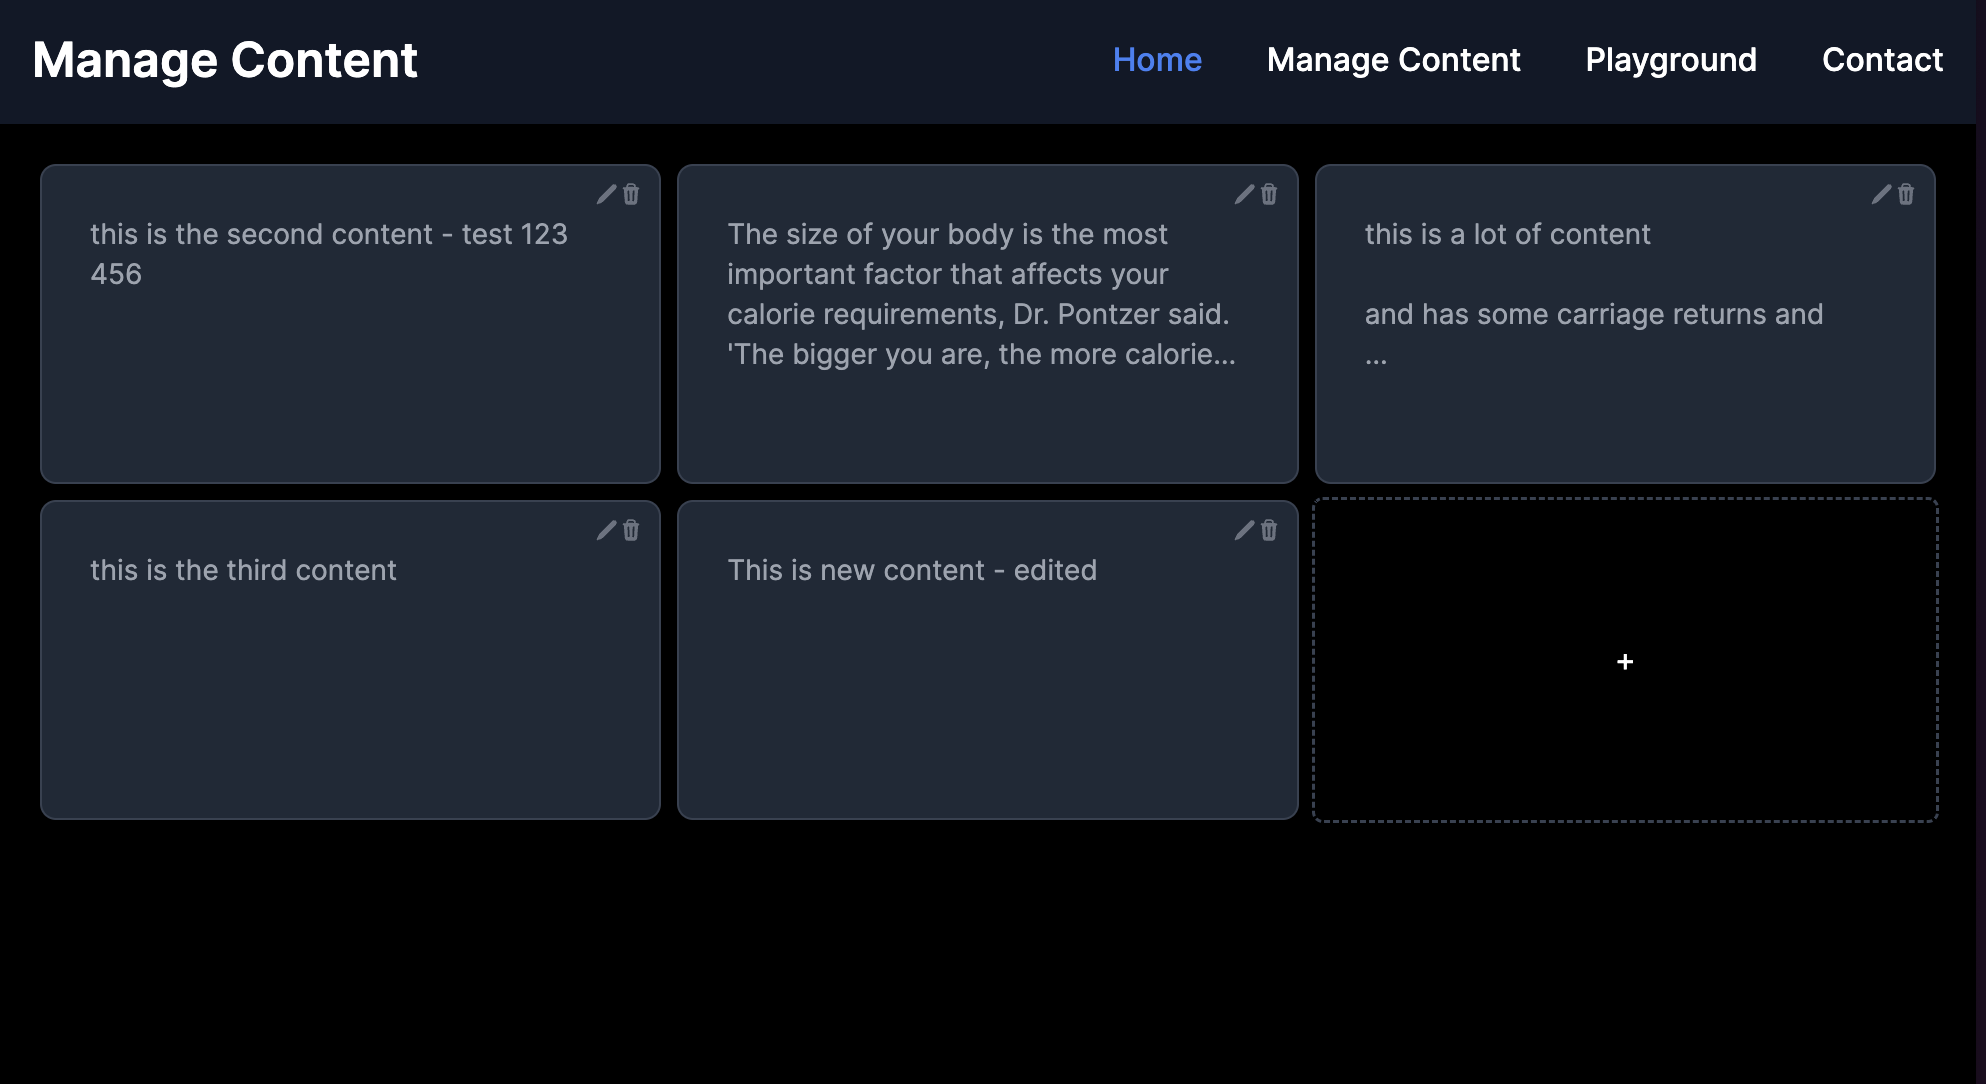 Manage Content
Home
Manage Content
Playground
Contact
this is the second content - test 123
456
The size of your body is the most
important factor that affects your
calorie requirements, Dr. Pontzer said.
'The bigger you are, the more calorie...
this is a lot of content
and has some carriage returns and
...
this is the third content
This is new content - edited
+